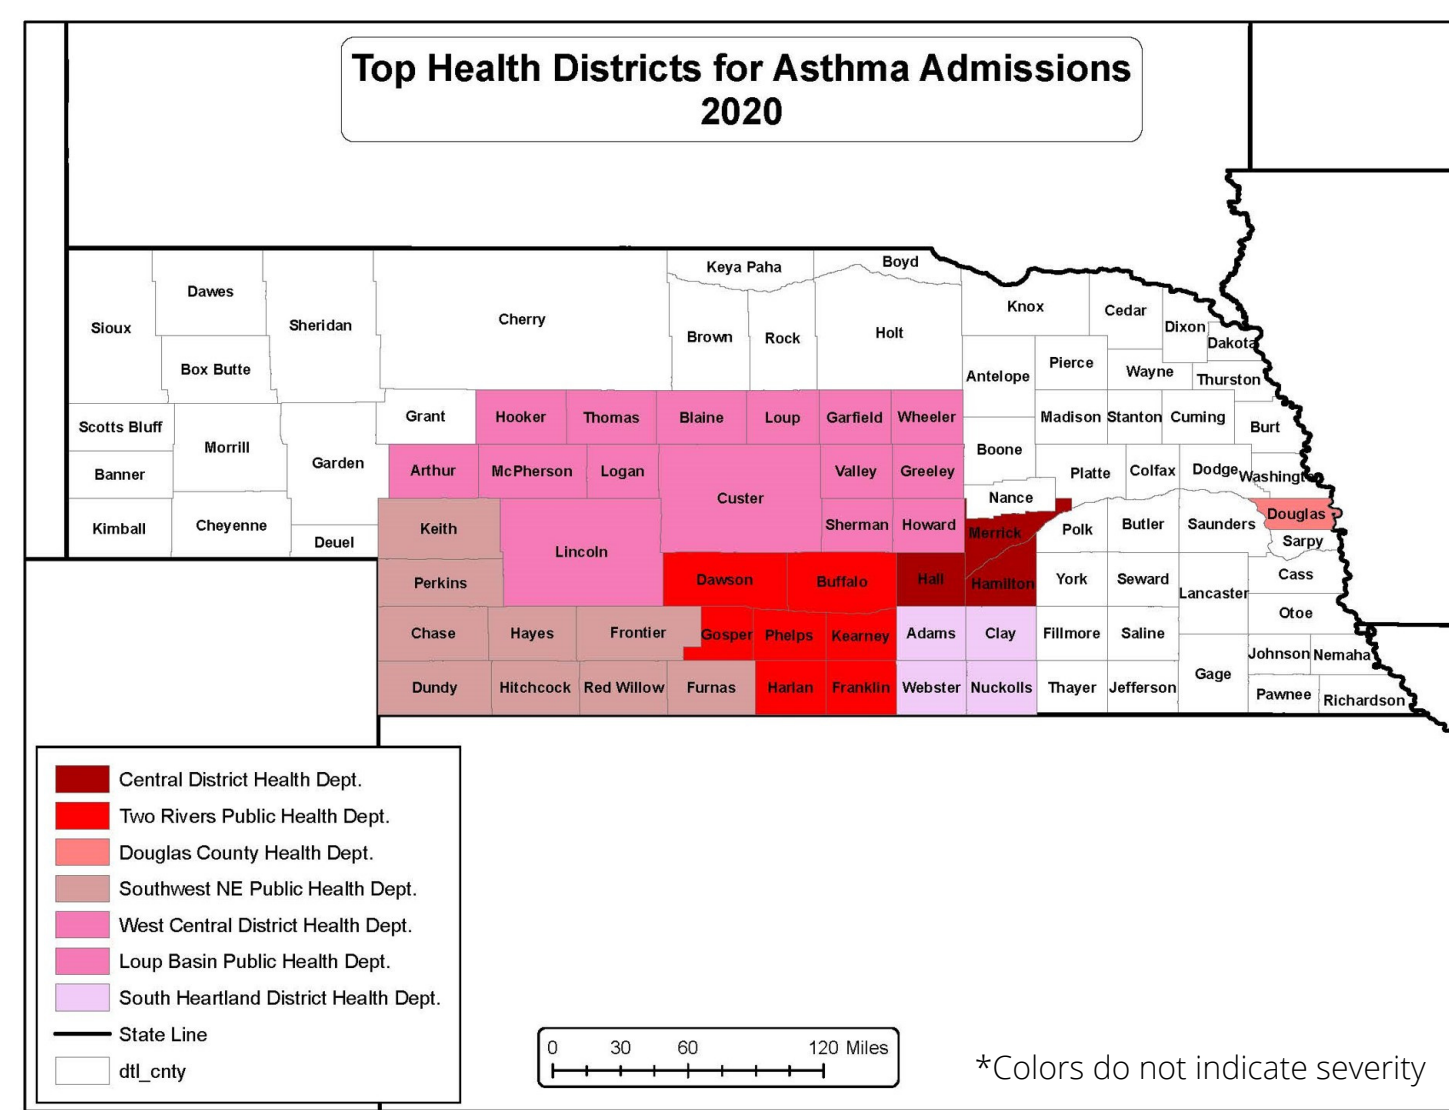 Top Health Districts for Asthma Admissions
2020
Keya Paha
Boyd
Dawes
Sioux
Sheridan
Cherry
Brown
Rock
Holt
Knox
Cedar
Dixon
Dakota
Box Butte
Antelope
Pierce
Wayne
Thurston
Scotts Bluff
Grant
Hooker
Thomas
Blaine
Loup
Garfield
Wheeler
Madison
Stanton
Cuming
Burt
Morrill
Garden
Boone
Banner
Arthur
McPherson
Logan
Custer
Valley
Greeley
Platte
Colfax
Dodge
Washingt
Nance
Kimball
Cheyenne
Deuel
Keith
Lincoln
Sherman
Howard
Merrick
Polk
Butler
Saunders
Douglas
Sarpy
Perkins
Dawson
Buffalo
Hall
Hamilton
York
Seward
Lancaster
Cass
Otoe
Chase
Hayes
Frontier
Gosper
Phelps
Kearney
Adams
Clay
Fillmore
Saline
Johnson
Nemaha
Gage
Dundy
Hitchcock
Red Willow
Furnas
Harlan
Franklin
Webster
Nuckolls
Thayer
Jefferson
Pawnee
Richardson
Central District Health Dept.
Two Rivers Public Health Dept.
Douglas County Health Dept.
Southwest NE Public Health Dept.
West Central District Health Dept.
Loup Basin Public Health Dept.
South Heartland District Health Dept.
State Line
dtl_cnty
0 30 60 120 Miles
*Colors do not indicate severity